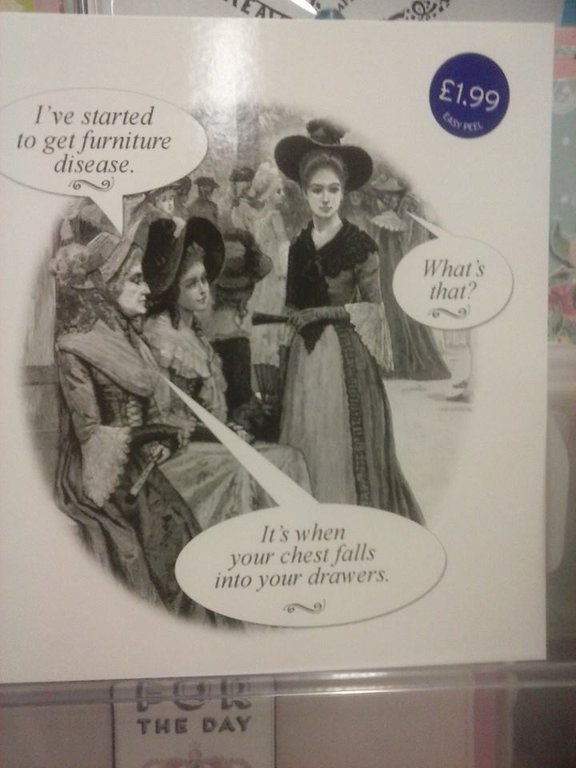 £1.99
EASY PEEL
I've started
to get furniture
disease.
What's
that?
It's when
your chest falls
into your drawers.
FOR
THE DAY